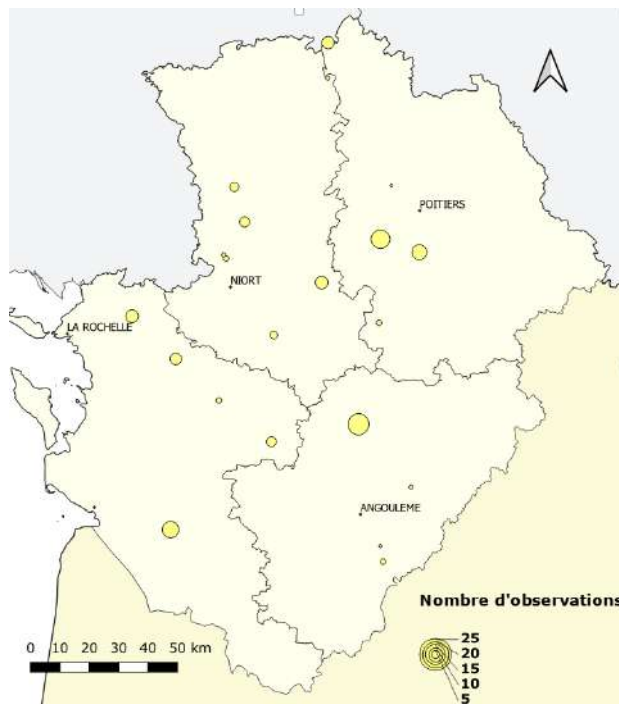 POITIERS
NIORT
LA ROCHELLE
ANGOULEME
Nombre d'observations
0 10 20 30 40 50 km
25
20
15
10
5